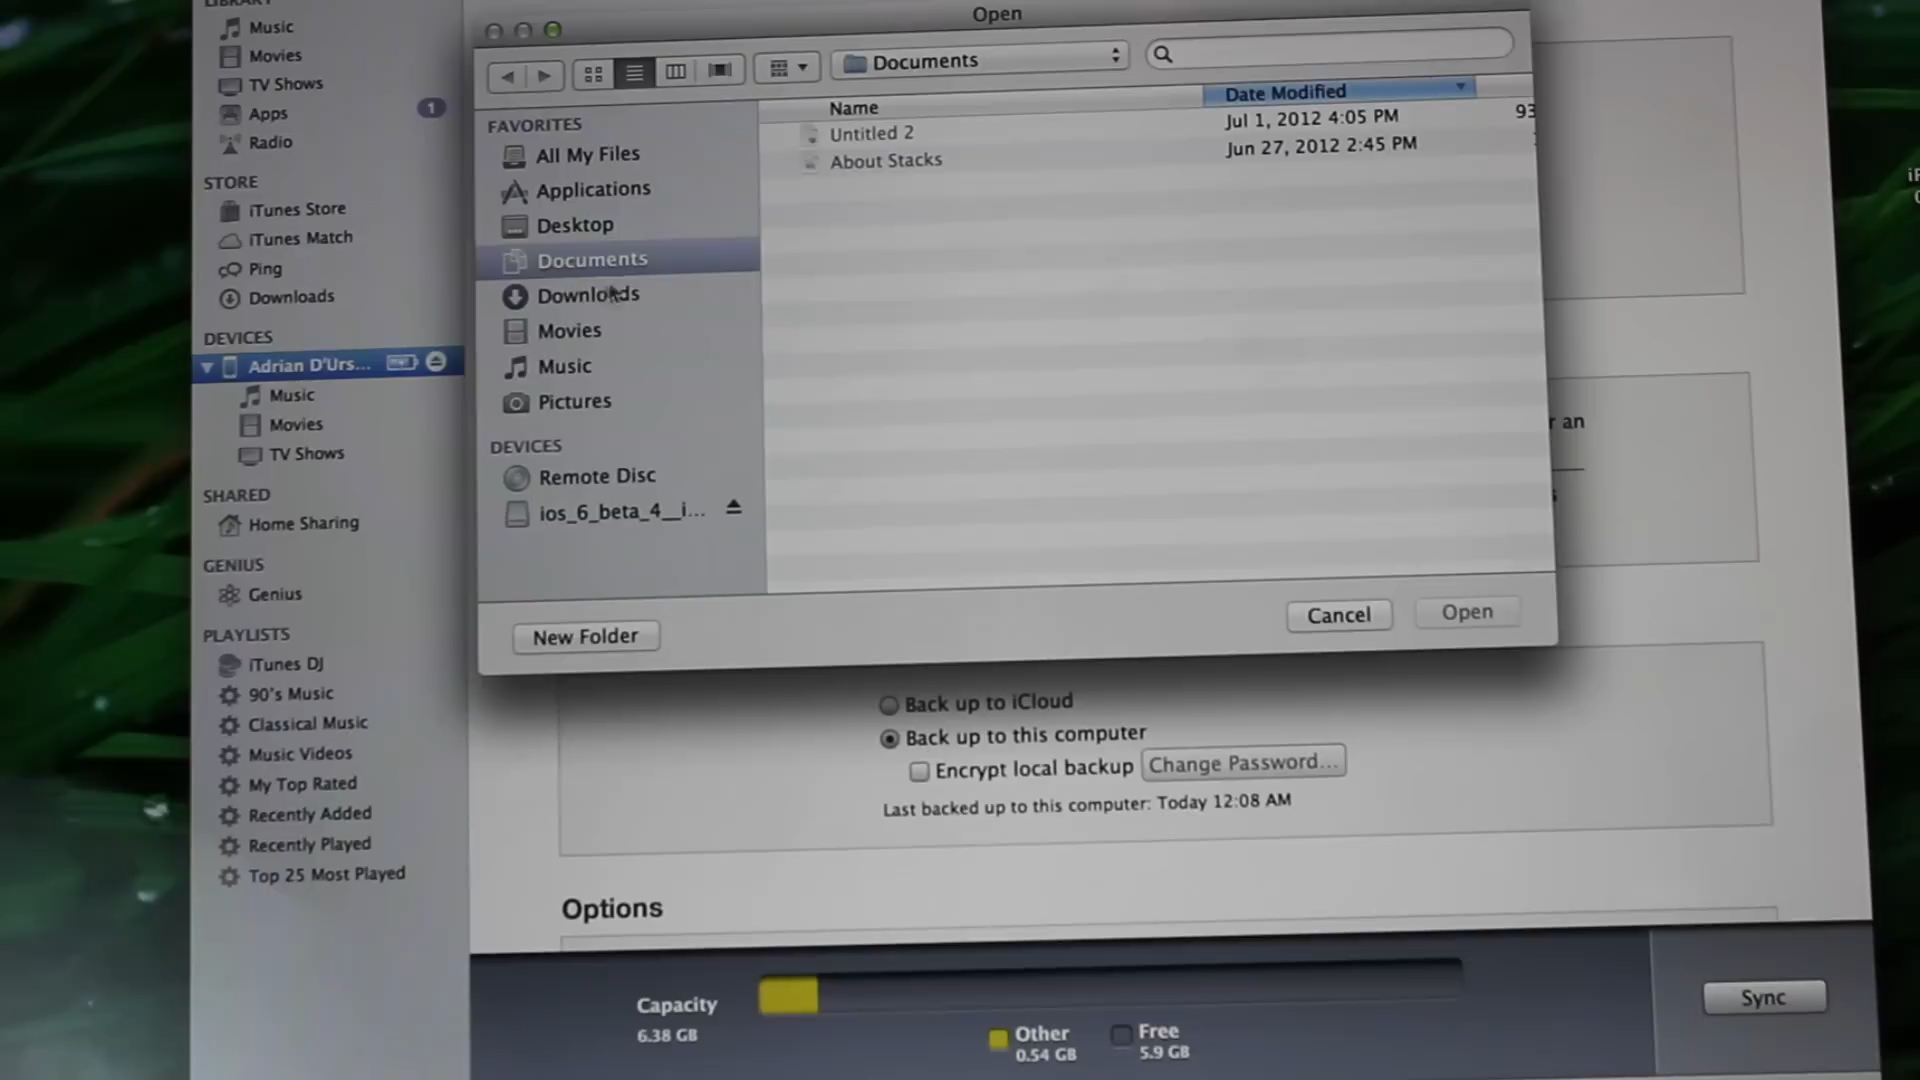 LIBRARY
Music
Movies
TV Shows
Apps
1
Radio
STORE
iTunes Store
iTunes Match
Ping
Downloads
DEVICES
Adrian D'Urs...
Music
Movies
TV Shows
SHARED
Home Sharing
GENIUS
Genius
PLAYLISTS
iTunes DJ
90's Music
Classical Music
Music Videos
My Top Rated
Recently Added
Recently Played
Top 25 Most Played
Open
Documents
FAVORITES
All My Files
Applications
Desktop
Documents
Downloads
Movies
Music
Pictures
DEVICES
Remote Disc
ios_6_beta_4__i...
Name Date Modified
Untitled 2 Jul 1, 2012 4:05 PM 93
About Stacks Jun 27, 2012 2:45 PM
New Folder Cancel Open
r an
Back up to iCloud
Back up to this computer
Encrypt local backup Change Password...
Last backed up to this computer: Today 12:08 AM
Options
Capacity
6.38 GB
Other
0.54 GB
Free
5.9 GB
Sync